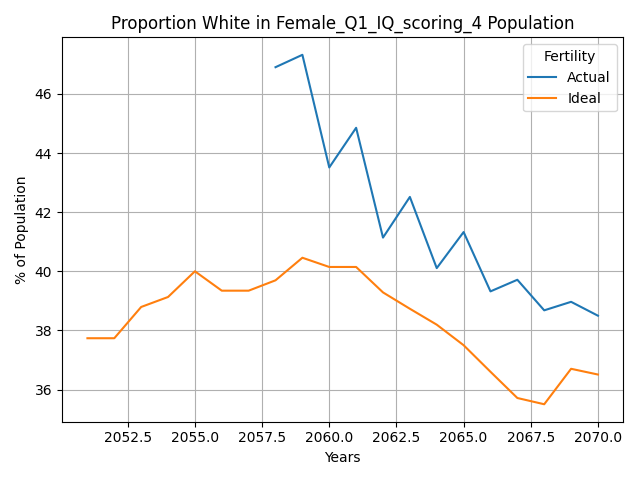 Proportion White in Female_Q1_IQ_scoring_4 Population
Fertility
Actual
Ideal
% of Population
46
44
42
40
38
36
2052.5 2055.0 2057.5 2060.0 2062.5 2065.0 2067.5 2070.0
Years